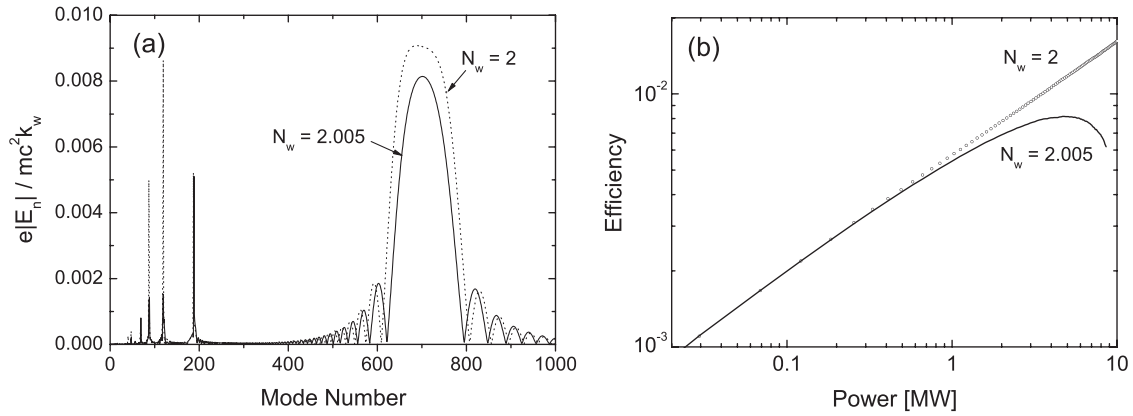 (a)
N_w = 2
N_w = 2.005
e|E_n| / mc²k_w
0.010
0.008
0.006
0.004
0.002
0.000
0 200 400 600 800 1000
Mode Number
(b)
N_w = 2
N_w = 2.005
Efficiency
10⁻²
10⁻³
0.1 1 10
Power [MW]